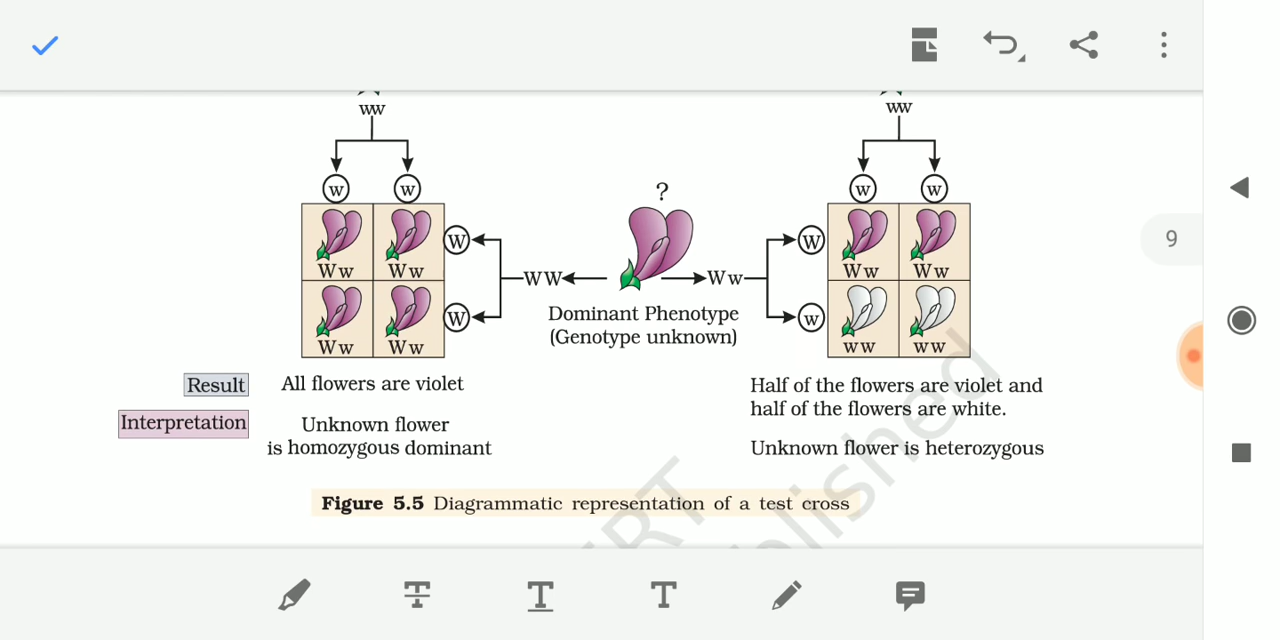 ww
ww
w w
w w
?
Ww Ww
W
WW
Ww
W
Ww Ww
Ww Ww
W
w
ww ww
Dominant Phenotype
(Genotype unknown)
9
Result
All flowers are violet
Half of the flowers are violet and
half of the flowers are white.
Interpretation
Unknown flower
is homozygous dominant
Unknown flower is heterozygous
Figure 5.5 Diagrammatic representation of a test cross